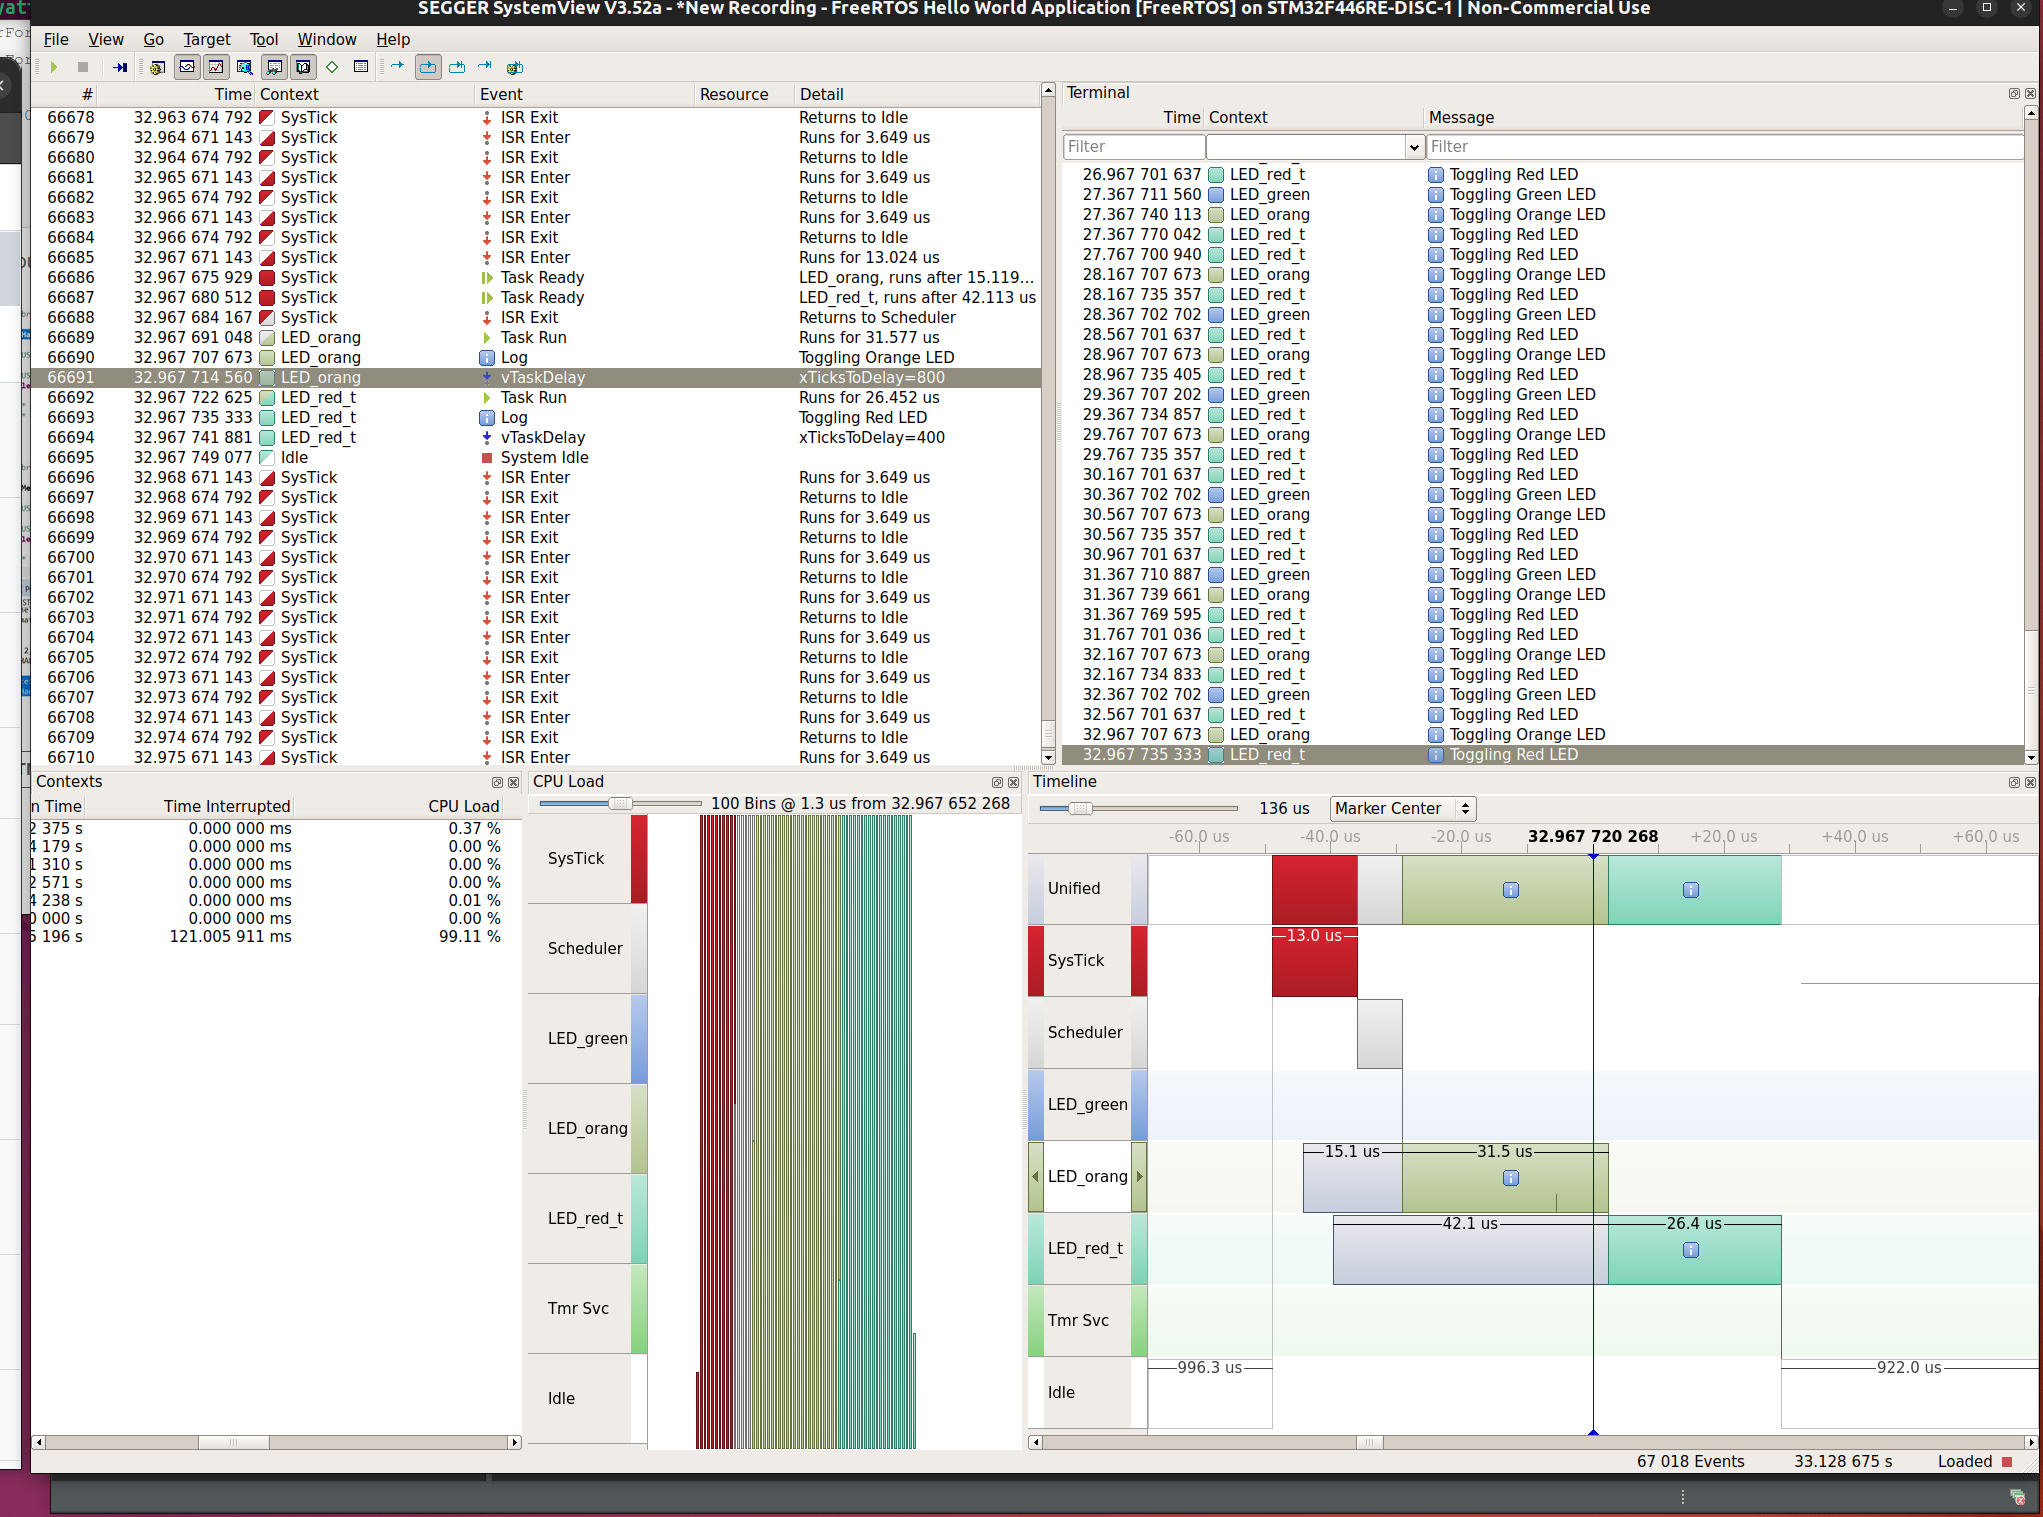 SEGGER SystemView V3.52a - *New Recording - FreeRTOS Hello World Application [FreeRTOS] on STM32F446RE-DISC-1 | Non-Commercial Use
File View Go Target Tool Window Help
# Time Context Event Resource Detail
66678 32.963 674 792 SysTick ISR Exit Returns to Idle
66679 32.964 671 143 SysTick ISR Enter Runs for 3.649 us
66680 32.964 674 792 SysTick ISR Exit Returns to Idle
66681 32.965 671 143 SysTick ISR Enter Runs for 3.649 us
66682 32.965 674 792 SysTick ISR Exit Returns to Idle
66683 32.966 671 143 SysTick ISR Enter Runs for 3.649 us
66684 32.966 674 792 SysTick ISR Exit Returns to Idle
66685 32.967 671 143 SysTick ISR Enter Runs for 13.024 us
66686 32.967 675 929 SysTick Task Ready LED_orang, runs after 15.119...
66687 32.967 680 512 SysTick Task Ready LED_red_t, runs after 42.113 us
66688 32.967 684 167 SysTick ISR Exit Returns to Scheduler
66689 32.967 691 048 LED_orang Task Run Runs for 31.577 us
66690 32.967 707 673 LED_orang Log Toggling Orange LED
66691 32.967 714 560 LED_orang vTaskDelay xTicksToDelay=800
66692 32.967 722 625 LED_red_t Task Run Runs for 26.452 us
66693 32.967 735 333 LED_red_t Log Toggling Red LED
66694 32.967 741 881 LED_red_t vTaskDelay xTicksToDelay=400
66695 32.967 749 077 Idle System Idle
66696 32.968 671 143 SysTick ISR Enter Runs for 3.649 us
66697 32.968 674 792 SysTick ISR Exit Returns to Idle
66698 32.969 671 143 SysTick ISR Enter Runs for 3.649 us
66699 32.969 674 792 SysTick ISR Exit Returns to Idle
66700 32.970 671 143 SysTick ISR Enter Runs for 3.649 us
66701 32.970 674 792 SysTick ISR Exit Returns to Idle
66702 32.971 671 143 SysTick ISR Enter Runs for 3.649 us
66703 32.971 674 792 SysTick ISR Exit Returns to Idle
66704 32.972 671 143 SysTick ISR Enter Runs for 3.649 us
66705 32.972 674 792 SysTick ISR Exit Returns to Idle
66706 32.973 671 143 SysTick ISR Enter Runs for 3.649 us
66707 32.973 674 792 SysTick ISR Exit Returns to Idle
66708 32.974 671 143 SysTick ISR Enter Runs for 3.649 us
66709 32.974 674 792 SysTick ISR Exit Returns to Idle
66710 32.975 671 143 SysTick ISR Enter Runs for 3.649 us
Terminal
Time Context Message
Filter Filter
26.967 701 637 LED_red_t Toggling Red LED
27.367 711 560 LED_green Toggling Green LED
27.367 740 113 LED_orang Toggling Orange LED
27.367 770 042 LED_red_t Toggling Red LED
27.767 700 940 LED_red_t Toggling Red LED
28.167 707 673 LED_orang Toggling Orange LED
28.167 735 357 LED_red_t Toggling Red LED
28.367 702 702 LED_green Toggling Green LED
28.567 701 637 LED_red_t Toggling Red LED
28.967 707 673 LED_orang Toggling Orange LED
28.967 735 405 LED_red_t Toggling Red LED
29.367 707 202 LED_green Toggling Green LED
29.367 734 857 LED_red_t Toggling Red LED
29.767 707 673 LED_orang Toggling Orange LED
29.767 735 357 LED_red_t Toggling Red LED
30.167 701 637 LED_red_t Toggling Red LED
30.367 702 702 LED_green Toggling Green LED
30.567 707 673 LED_orang Toggling Orange LED
30.567 735 357 LED_red_t Toggling Red LED
30.967 701 637 LED_red_t Toggling Red LED
31.367 710 887 LED_green Toggling Green LED
31.367 739 661 LED_orang Toggling Orange LED
31.367 769 595 LED_red_t Toggling Red LED
31.767 701 036 LED_red_t Toggling Red LED
32.167 707 673 LED_orang Toggling Orange LED
32.167 734 833 LED_red_t Toggling Red LED
32.367 702 702 LED_green Toggling Green LED
32.567 701 637 LED_red_t Toggling Red LED
32.967 707 673 LED_orang Toggling Orange LED
32.967 735 333 LED_red_t Toggling Red LED
Contexts
n Time Time Interrupted CPU Load
2 375 s 0.000 000 ms 0.37 %
4 179 s 0.000 000 ms 0.00 %
1 310 s 0.000 000 ms 0.00 %
2 571 s 0.000 000 ms 0.00 %
4 238 s 0.000 000 ms 0.01 %
0 000 s 0.000 000 ms 0.00 %
5 196 s 121.005 911 ms 99.11 %
CPU Load
100 Bins @ 1.3 us from 32.967 652 268
SysTick
Scheduler
LED_green
LED_orang
LED_red_t
Tmr Svc
Idle
Timeline
136 us Marker Center
-60.0 us -40.0 us -20.0 us 32.967 720 268 +20.0 us +40.0 us +60.0 us
Unified
SysTick 13.0 us
Scheduler
LED_green
LED_orang 15.1 us 31.5 us
LED_red_t 42.1 us 26.4 us
Tmr Svc
Idle 996.3 us 922.0 us
67 018 Events 33.128 675 s Loaded